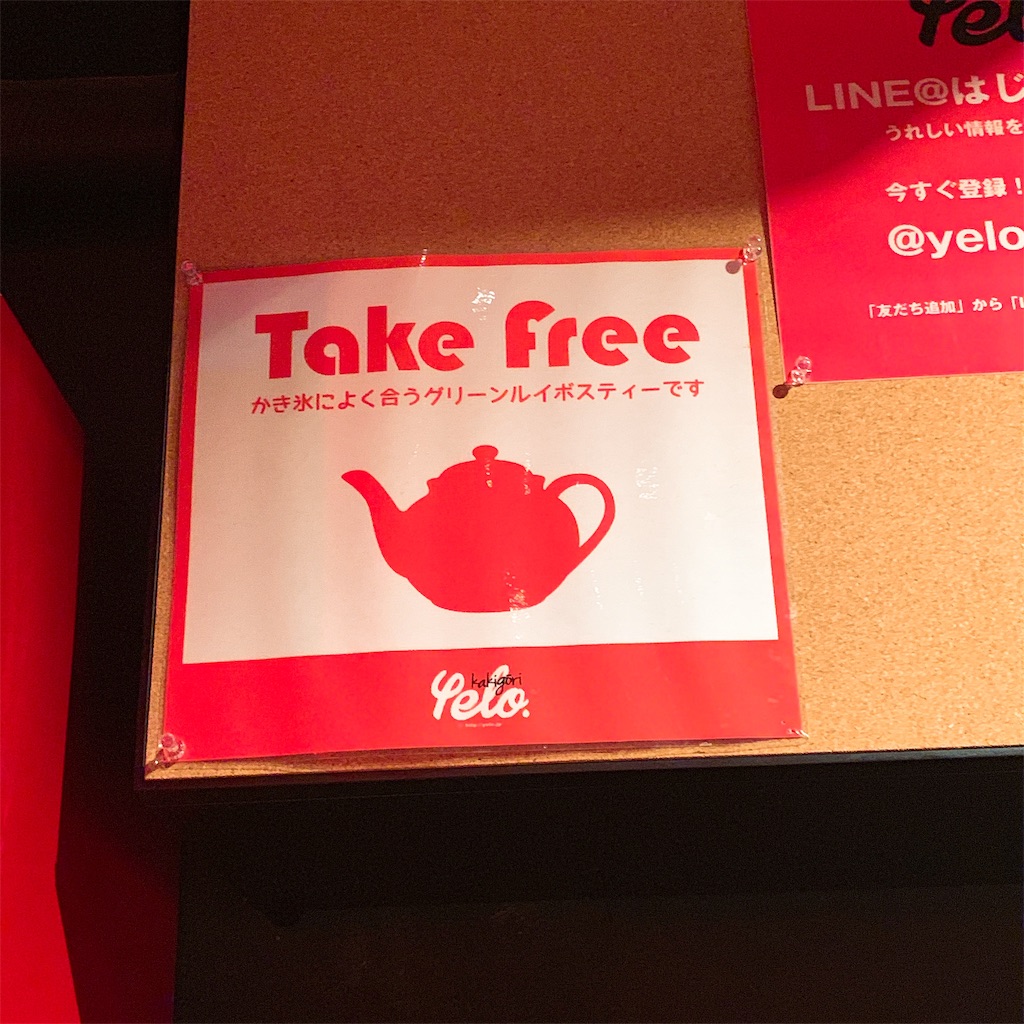 Take Free
かき氷によく合うグリーンルイボスティーです
kakigōri
Yelo.
LINE@はじ
うれしい情報を
今すぐ登録!
@yelo
「友だち追加」から